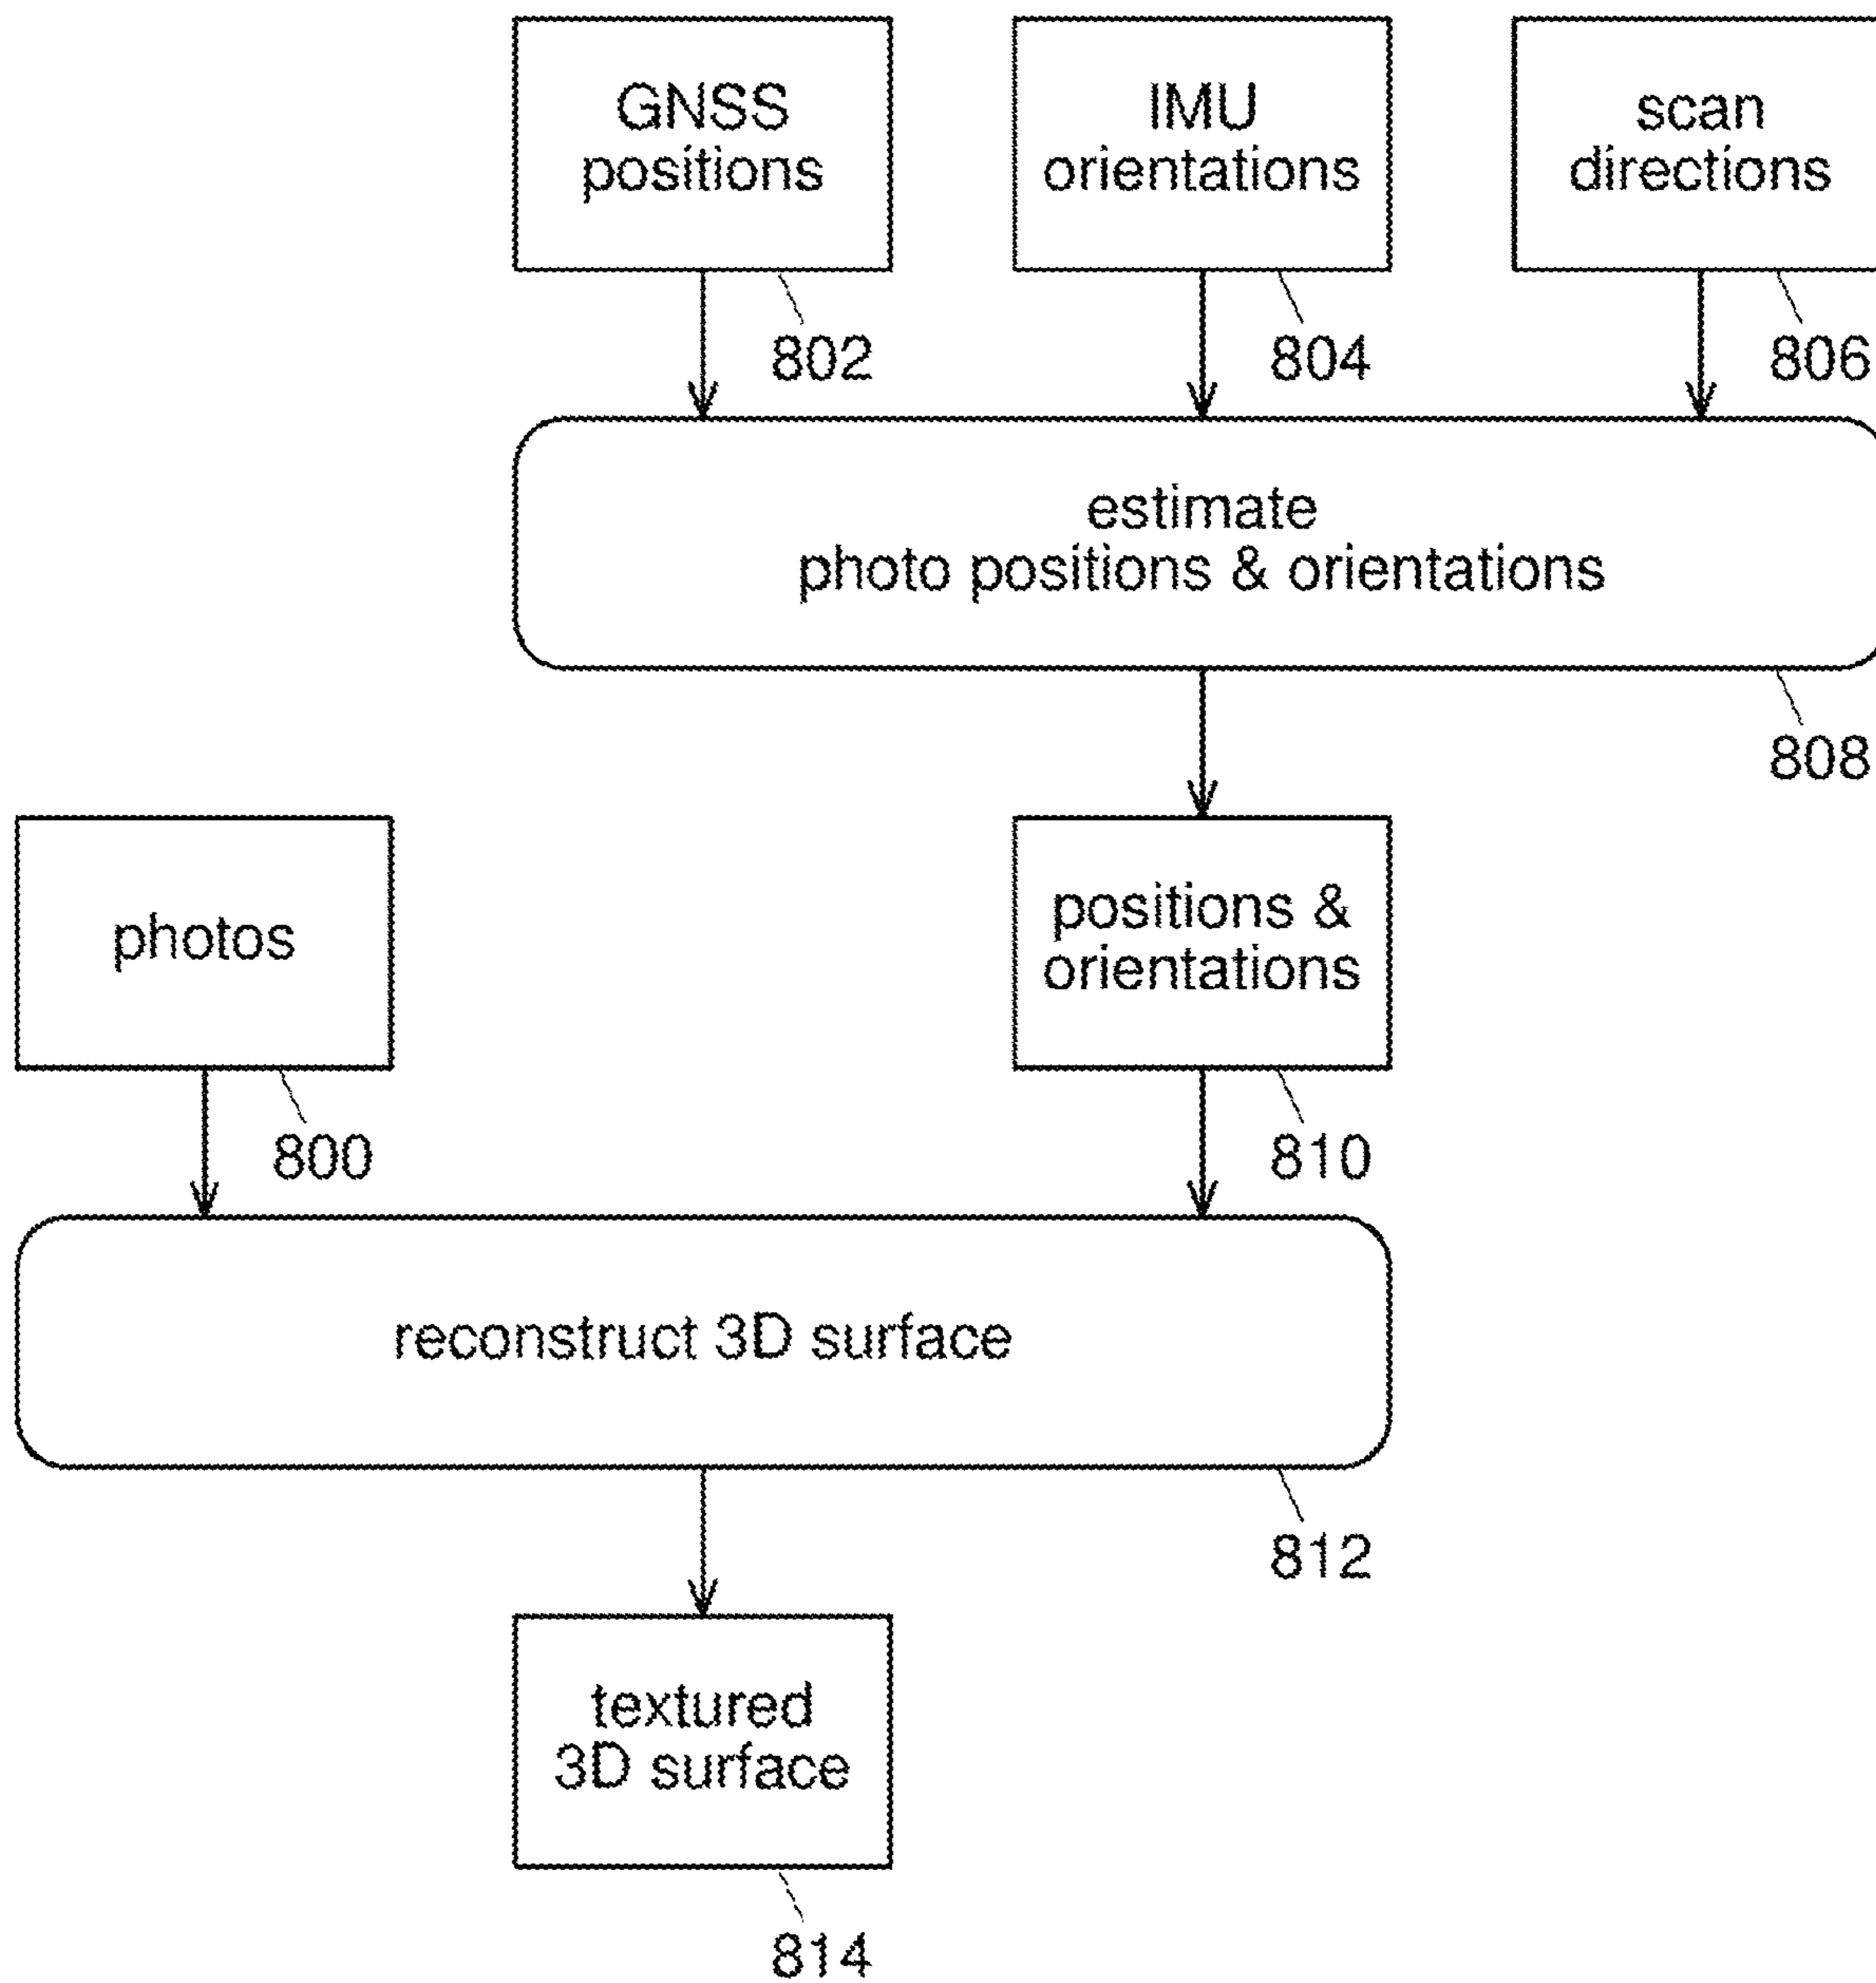 GNSS
positions
IMU
orientations
scan
directions
802
804
806
estimate
photo positions & orientations
808
photos
positions &
orientations
800
810
reconstruct 3D surface
812
textured
3D surface
814